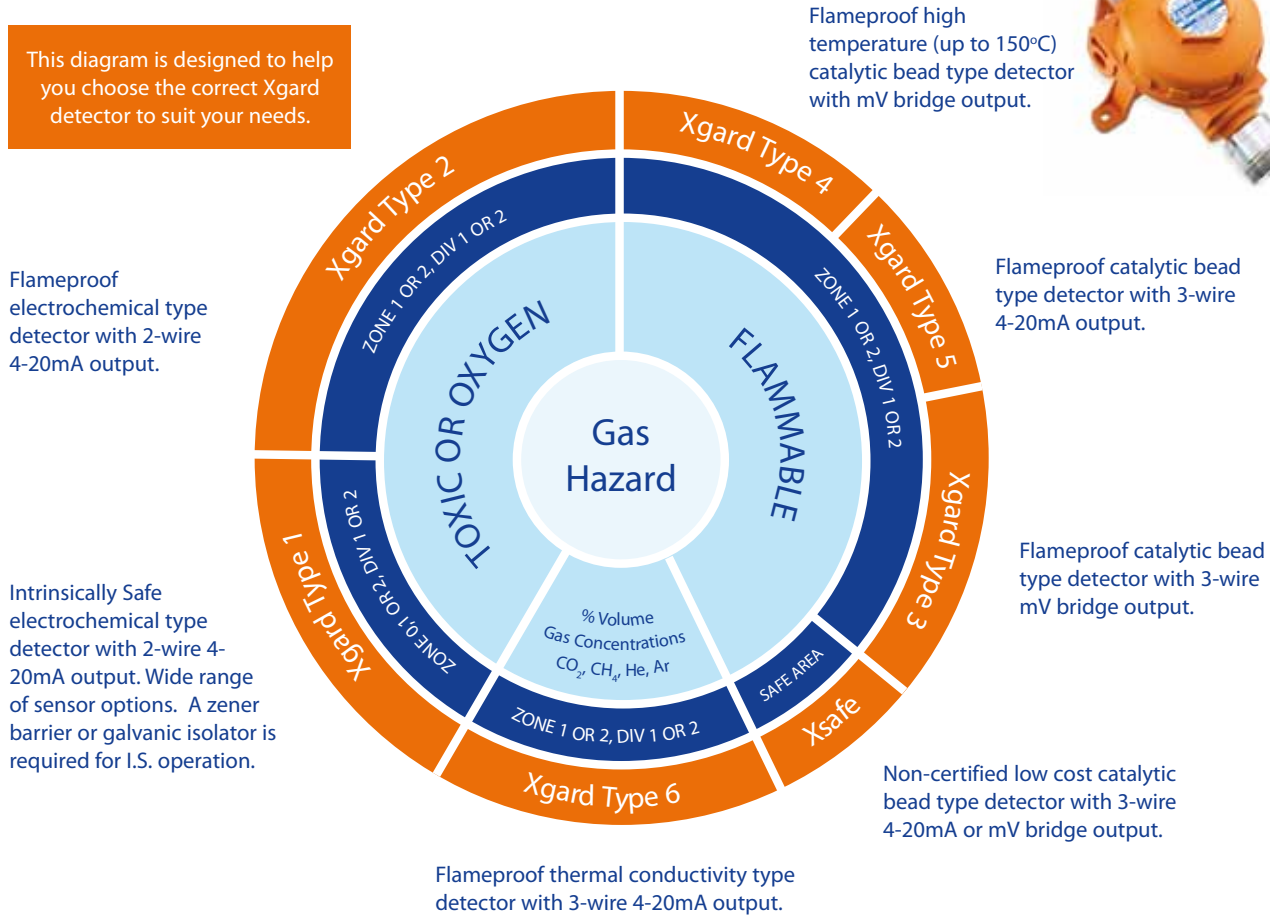 This diagram is designed to help
you choose the correct Xgard
detector to suit your needs.
Flameproof high
temperature (up to 150°C)
catalytic bead type detector
with mV bridge output.
Xgard Type 2
Xgard Type 4
Xgard Type 5
Xgard Type 3
Xsafe
Xgard Type 6
Xgard Type 1
ZONE 1 OR 2, DIV 1 OR 2
ZONE 1 OR 2, DIV 1 OR 2
SAFE AREA
ZONE 1 OR 2, DIV 1 OR 2
ZONE 0,1 OR 2, DIV 1 OR 2
TOXIC OR OXYGEN
FLAMMABLE
Gas
Hazard
% Volume
Gas Concentrations
CO₂, CH₄, He, Ar
Flameproof
electrochemical type
detector with 2-wire
4-20mA output.
Flameproof catalytic bead
type detector with 3-wire
4-20mA output.
Flameproof catalytic bead
type detector with 3-wire
mV bridge output.
Intrinsically Safe
electrochemical type
detector with 2-wire 4-
20mA output. Wide range
of sensor options. A zener
barrier or galvanic isolator is
required for I.S. operation.
Non-certified low cost catalytic
bead type detector with 3-wire
4-20mA or mV bridge output.
Flameproof thermal conductivity type
detector with 3-wire 4-20mA output.